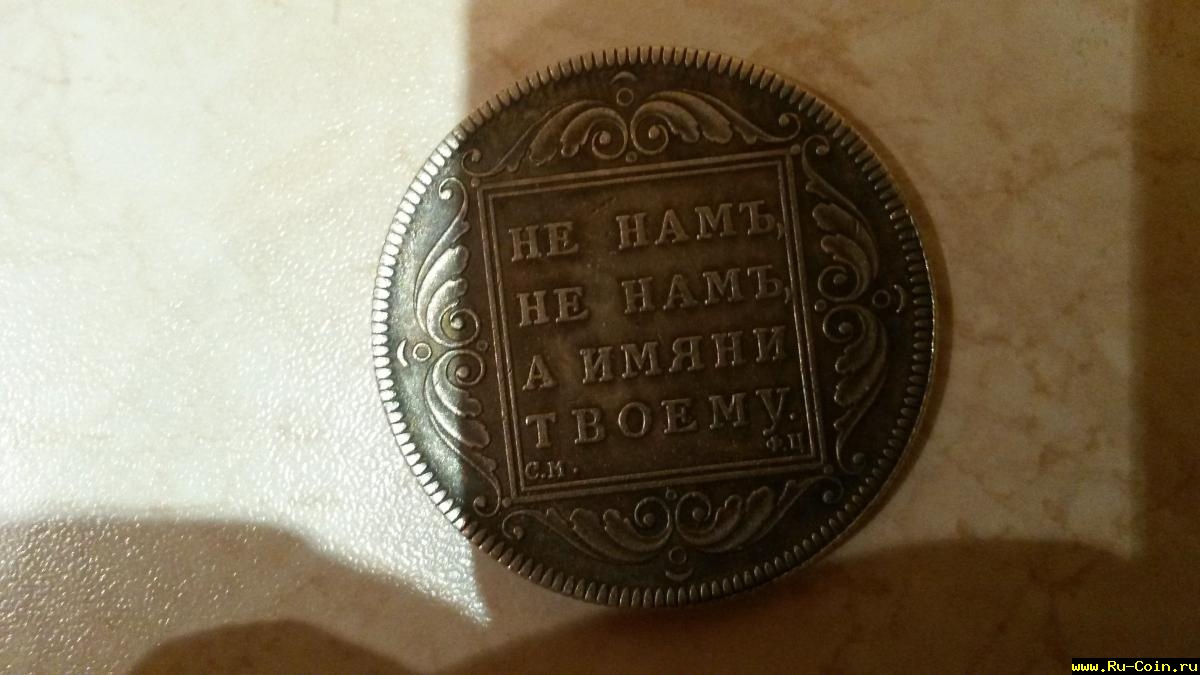 НЕ НАМЪ,
НЕ НАМЪ,
А ИМЯНИ
ТВОЕМУ.
С.М. Ф.Ц
www.Ru-Coin.ru